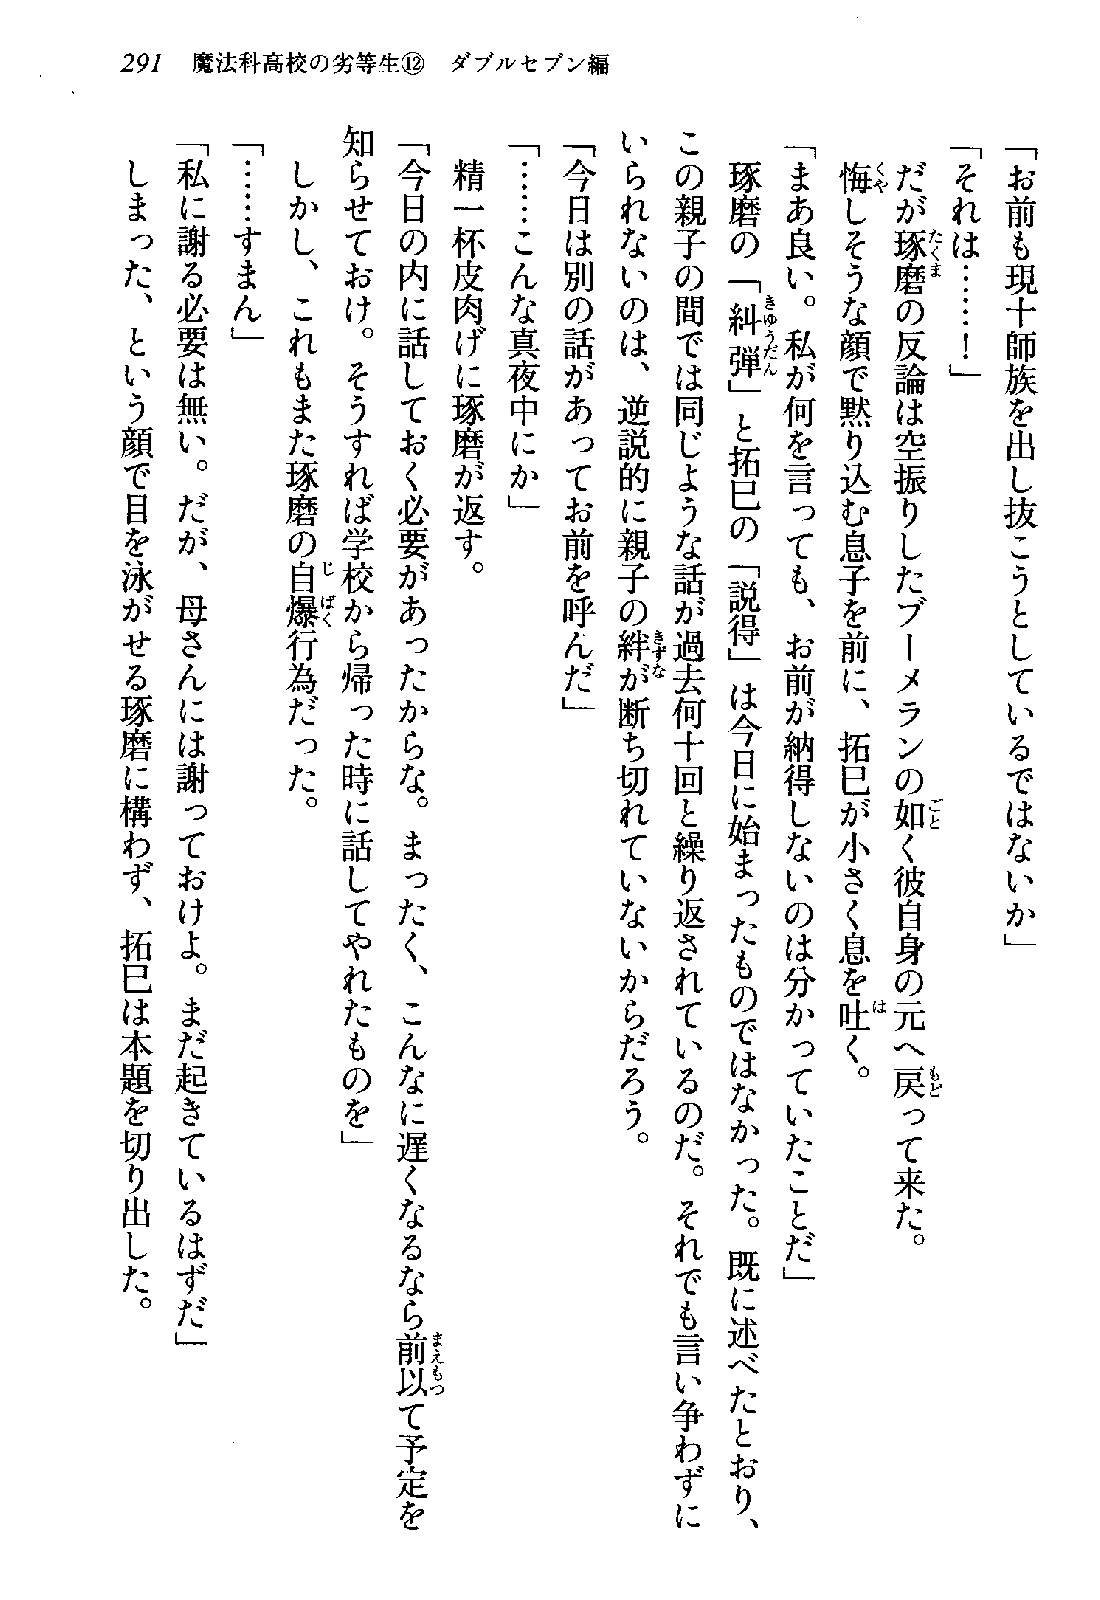 291　魔法科高校の劣等生⑫　ダブルセブン編
「お前も現十師族を出し抜こうとしているではないか」
「それは……！」
　だが琢磨の反論は空振りしたブーメランの如く彼自身の元へ戻って来た。
　悔しそうな顔で黙り込む息子を前に、拓巳が小さく息を吐く。
「まあ良い。私が何を言っても、お前が納得しないのは分かっていたことだ」
　琢磨の「糾弾」と拓巳の「説得」は今日に始まったものではなかった。既に述べたとおり、
この親子の間では同じような話が過去何十回と繰り返されているのだ。それでも言い争わずに
いられないのは、逆説的に親子の絆が断ち切れていないからだろう。
「今日は別の話があってお前を呼んだ」
「……こんな真夜中にか」
　精一杯皮肉げに琢磨が返す。
「今日の内に話しておく必要があったからな。まったく、こんなに遅くなるなら前以て予定を
知らせておけ。そうすれば学校から帰った時に話してやれたものを」
　しかし、これもまた琢磨の自爆行為だった。
「……すまん」
「私に謝る必要は無い。だが、母さんには謝っておけよ。まだ起きているはずだ」
　しまった、という顔で目を泳がせる琢磨に構わず、拓巳は本題を切り出した。